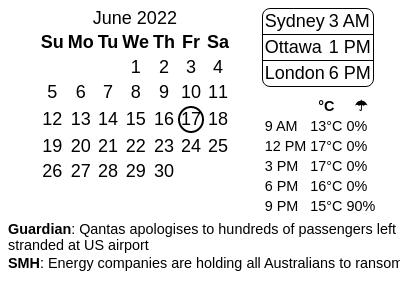 June 2022
Su Mo Tu We Th Fr Sa
1 2 3 4
5 6 7 8 9 10 11
12 13 14 15 16 17 18
19 20 21 22 23 24 25
26 27 28 29 30
Sydney 3 AM
Ottawa 1 PM
London 6 PM
°C ☂
9 AM 13°C 0%
12 PM 17°C 0%
3 PM 17°C 0%
6 PM 16°C 0%
9 PM 15°C 90%
Guardian: Qantas apologises to hundreds of passengers left
stranded at US airport
SMH: Energy companies are holding all Australians to ransom